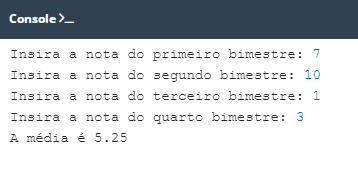 Console >_
Insira a nota do primeiro bimestre: 7
Insira a nota do segundo bimestre: 10
Insira a nota do terceiro bimestre: 1
Insira a nota do quarto bimestre: 3
A média é 5.25